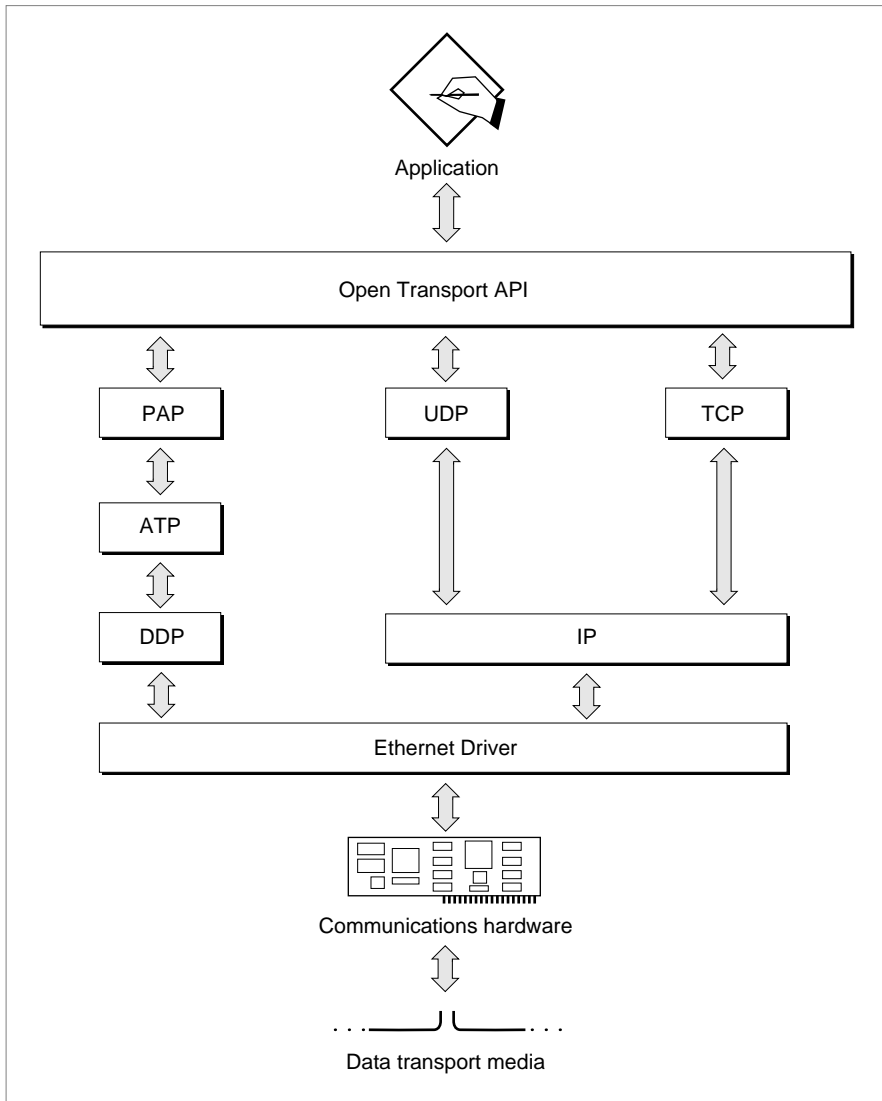 Application
Open Transport API
PAP
UDP
TCP
ATP
DDP
IP
Ethernet Driver
Communications hardware
Data transport media